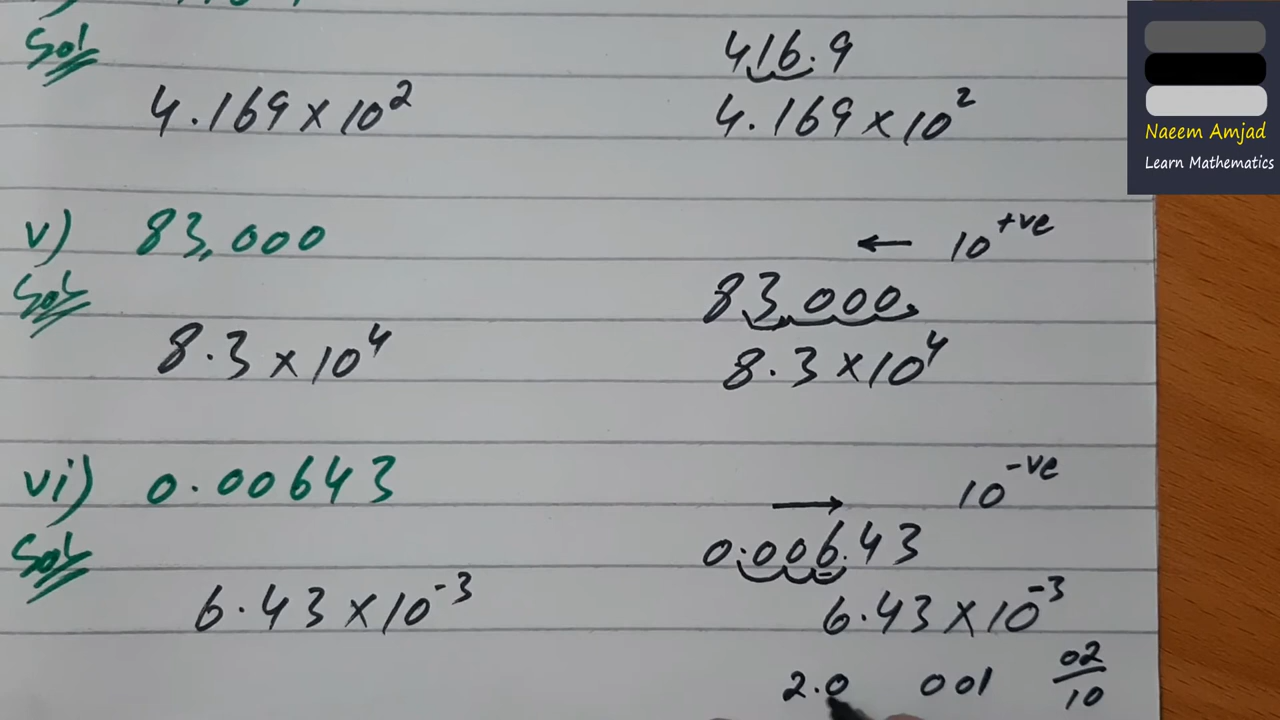 Sol
416.9
4.169 × 10²
4.169 × 10²
Naeem Amjad
Learn Mathematics
v) 83,000
← 10⁺ᵛᵉ
Sol
83,000.
8.3 × 10⁴
8.3 × 10⁴
vi) 0.00643
→ 10⁻ᵛᵉ
Sol
0.006.43
6.43 × 10⁻³
6.43 × 10⁻³
2.0 001 02/10